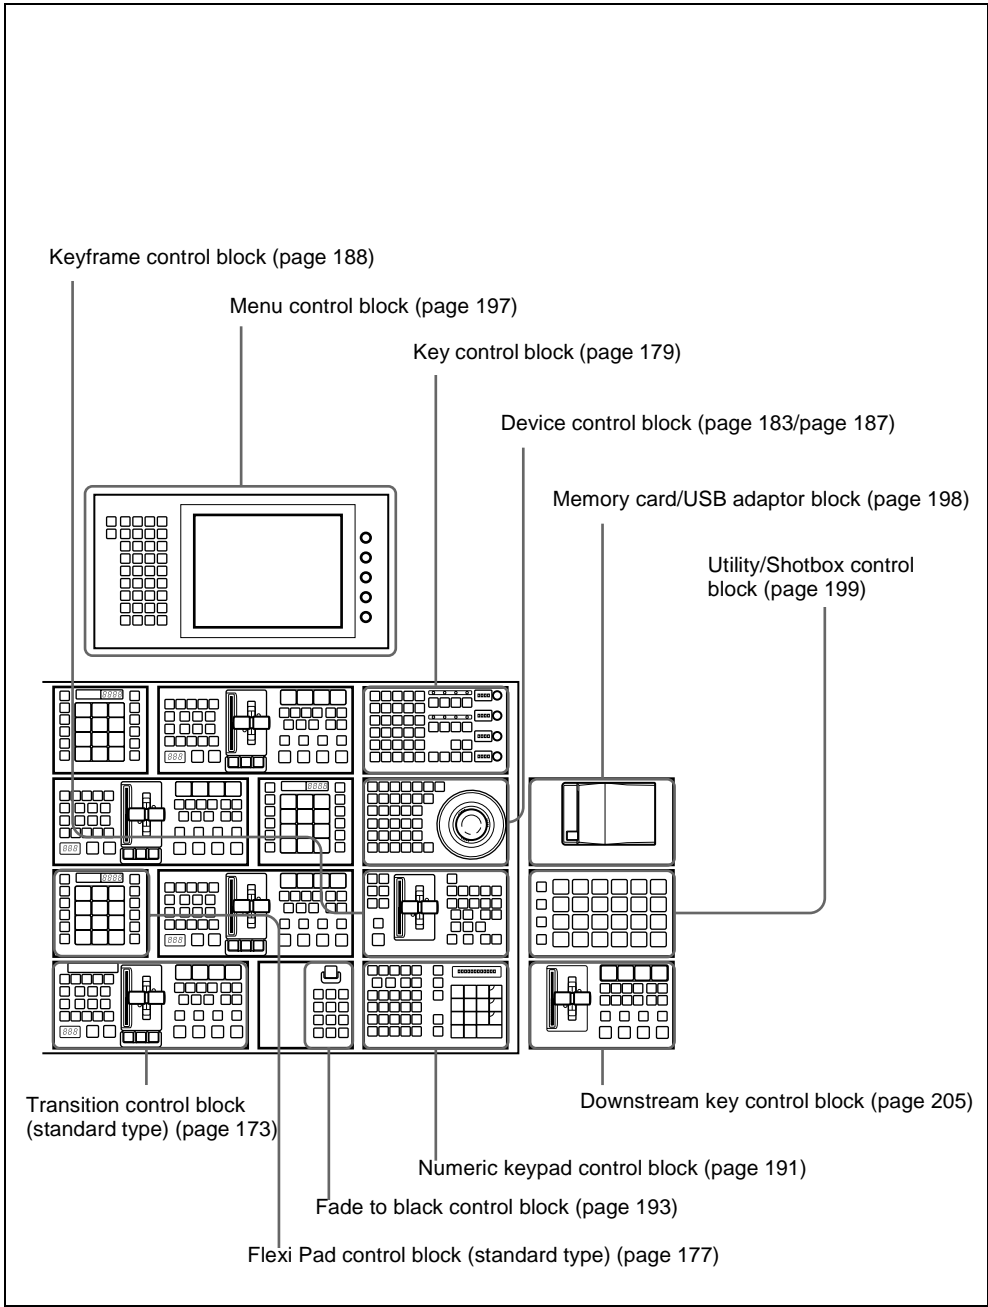 Keyframe control block (page 188)
Menu control block (page 197)
Key control block (page 179)
Device control block (page 183/page 187)
Memory card/USB adaptor block (page 198)
Utility/Shotbox control
block (page 199)
Transition control block
(standard type) (page 173)
Downstream key control block (page 205)
Numeric keypad control block (page 191)
Fade to black control block (page 193)
Flexi Pad control block (standard type) (page 177)